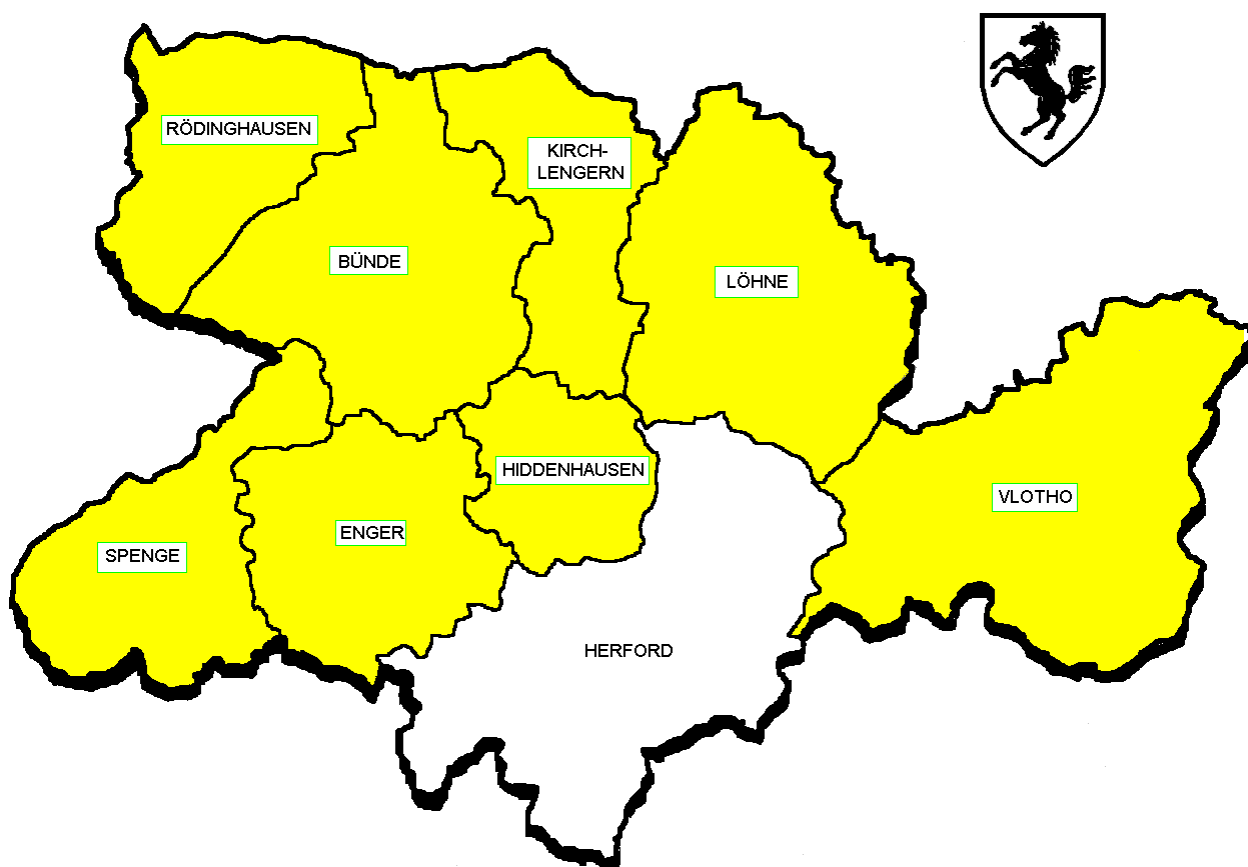 RÖDINGHAUSEN
KIRCH-
LENGERN
BÜNDE
LÖHNE
HIDDENHAUSEN
VLOTHO
ENGER
SPENGE
HERFORD